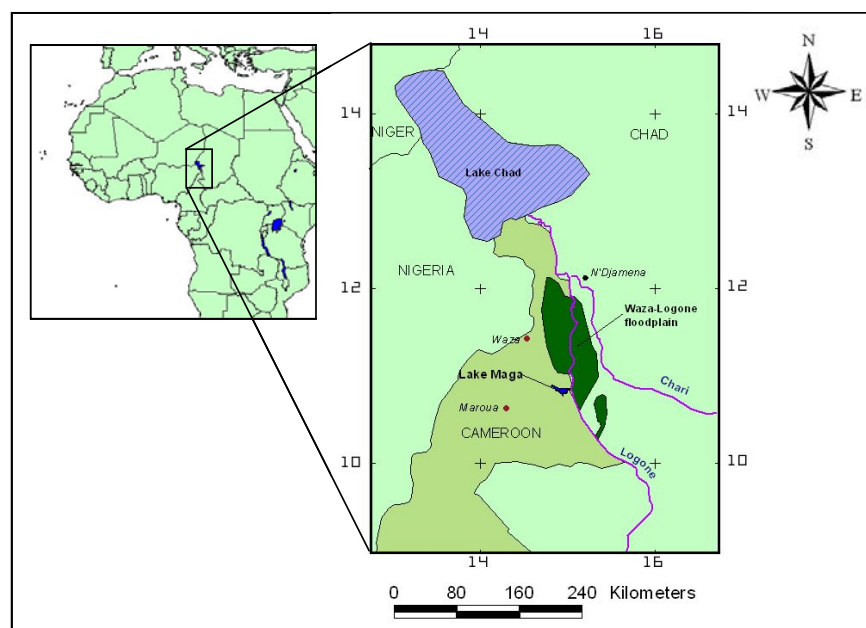 N
W E
S
14 16
14 14
NIGER
CHAD
Lake Chad
NIGERIA
N'Djamena
12 12
Waza-Logone
floodplain
Waza
Lake Maga
Chari
Maroua
CAMEROON
Logone
10 10
14 16
0 80 160 240 Kilometers